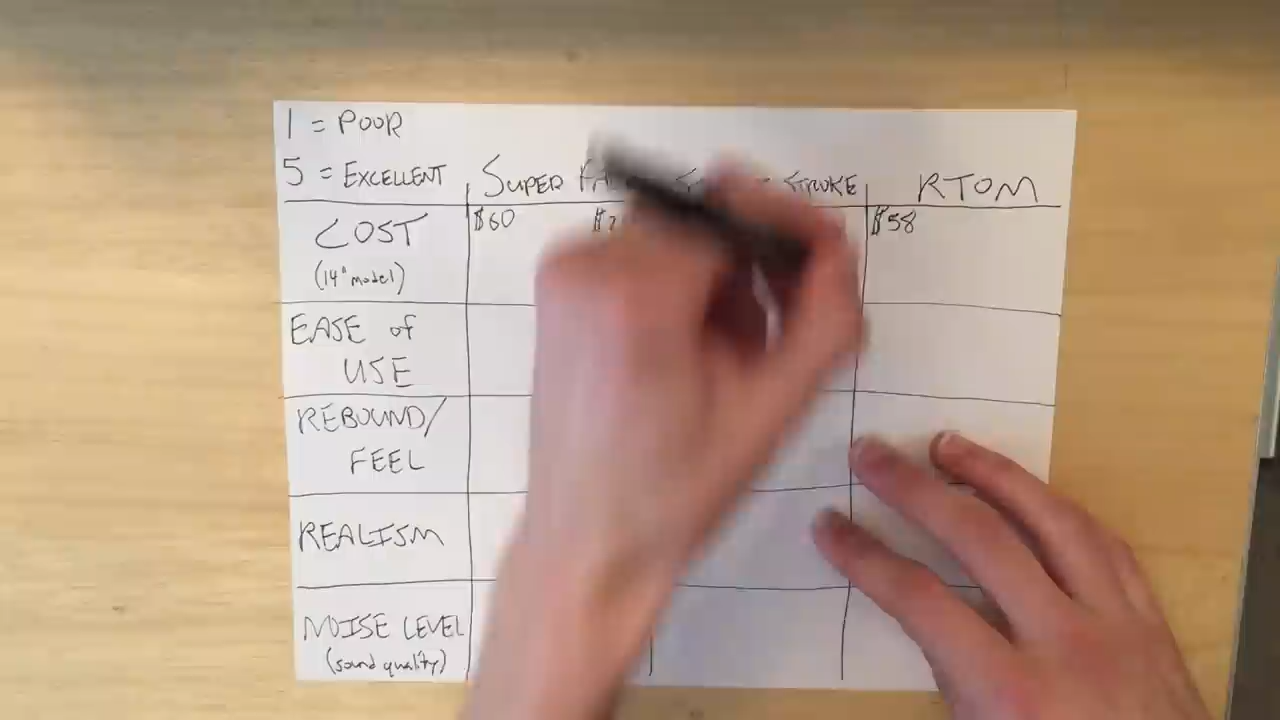 1 = POOR
5 = EXCELLENT
SUPER STROKE RTOM
COST $60 $58
(14" model)
EASE of
USE
REBOUND/
FEEL
REALISM
NOISE LEVEL
(sound quality)